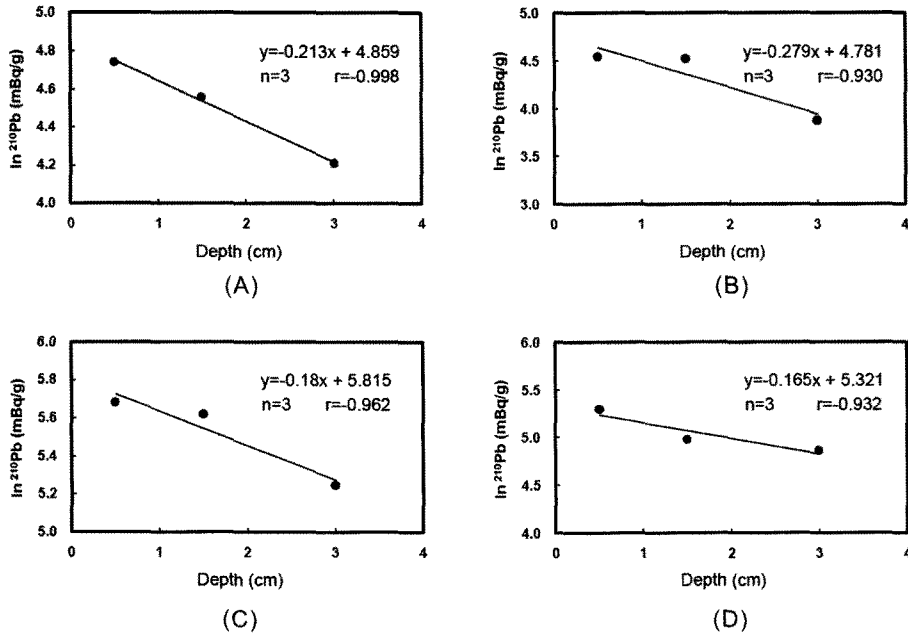 5.0
4.8
4.6
4.4
4.2
4.0
ln ²¹⁰Pb (mBq/g)
y=-0.213x + 4.859
n=3 r=-0.998
0 1 2 3 4
Depth (cm)
(A)
5.0
4.5
4.0
3.5
3.0
ln ²¹⁰Pb (mBq/g)
y=-0.279x + 4.781
n=3 r=-0.930
0 1 2 3 4
Depth (cm)
(B)
6.0
5.8
5.6
5.4
5.2
5.0
ln ²¹⁰Pb (mBq/g)
y=-0.18x + 5.815
n=3 r=-0.962
0 1 2 3 4
Depth (cm)
(C)
6.0
5.5
5.0
4.5
4.0
ln ²¹⁰Pb (mBq/g)
y=-0.165x + 5.321
n=3 r=-0.932
0 1 2 3 4
Depth (cm)
(D)